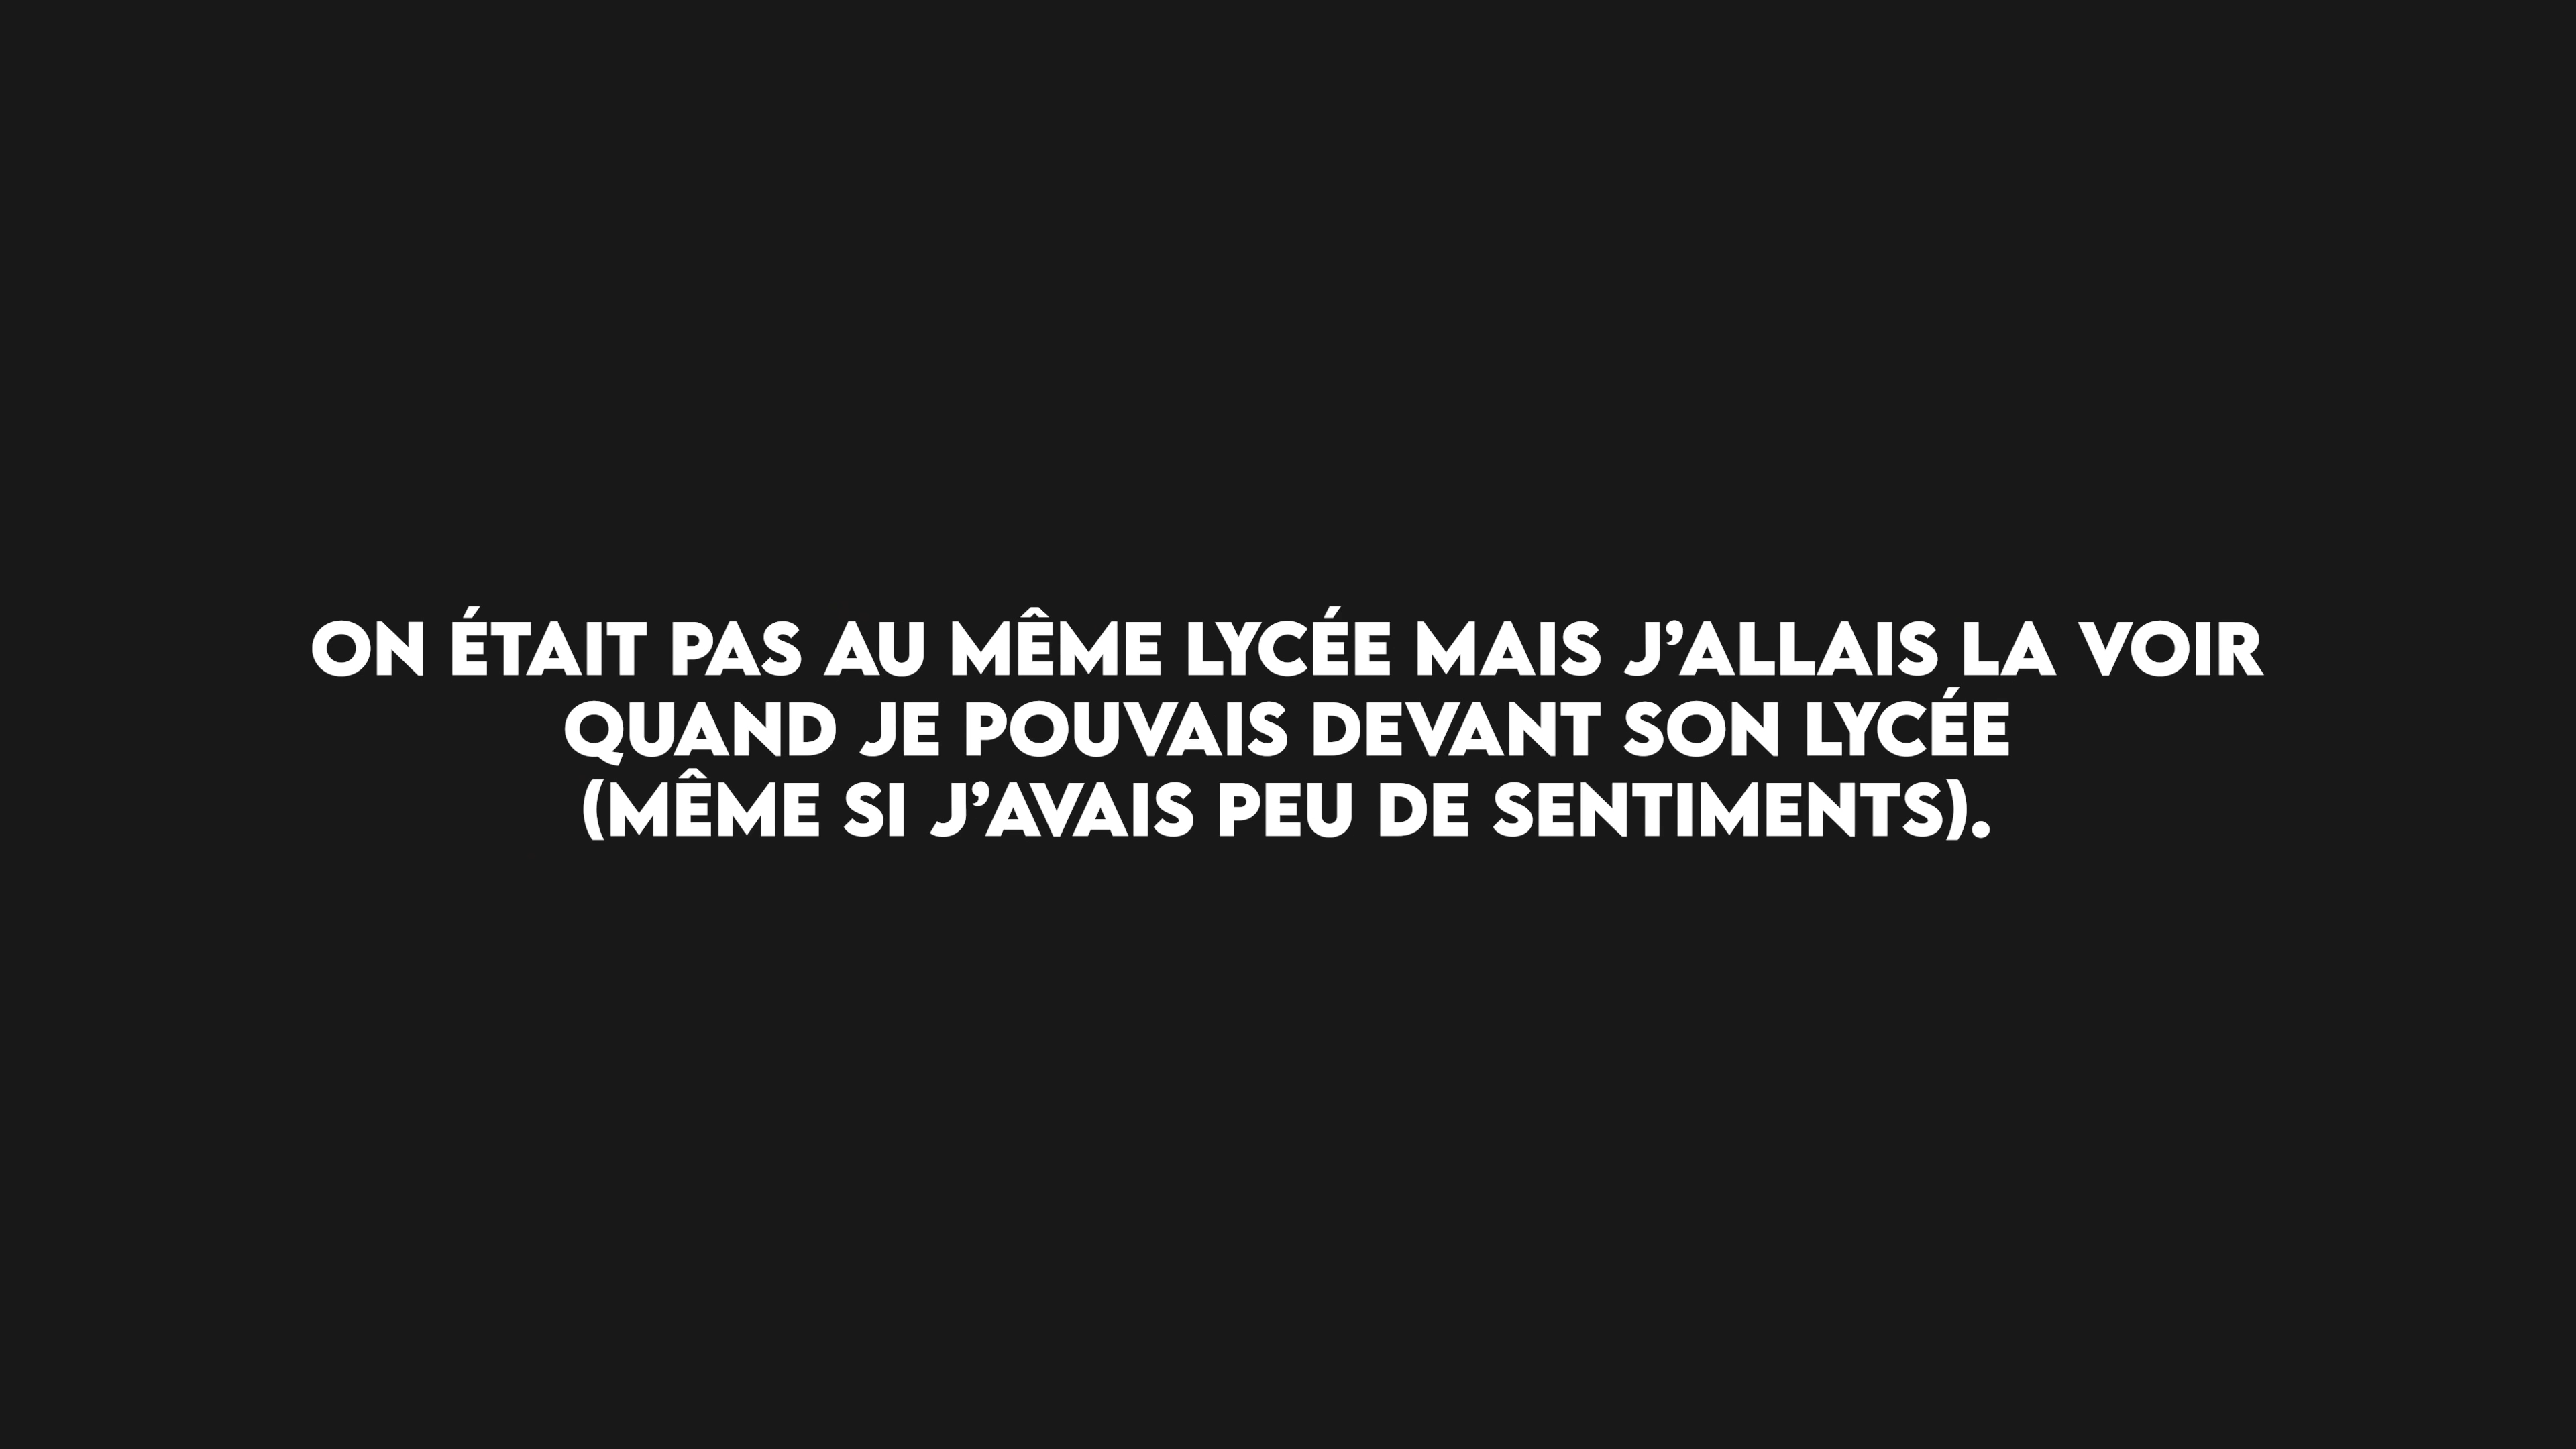 ON ÉTAIT PAS AU MÊME LYCÉE MAIS J’ALLAIS LA VOIR
QUAND JE POUVAIS DEVANT SON LYCÉE
(MÊME SI J’AVAIS PEU DE SENTIMENTS).